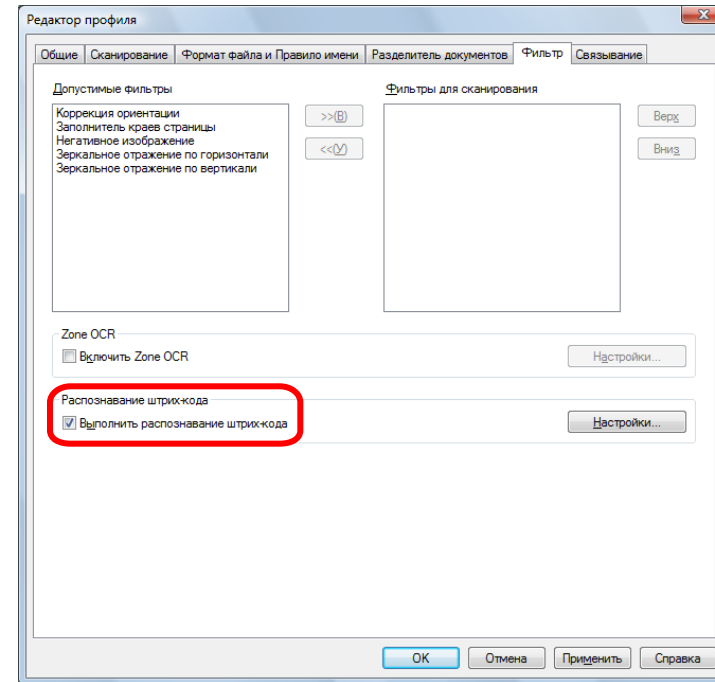 Редактор профиля
Общие Сканирование Формат файла и Правило имени Разделитель документов Фильтр Связывание
Допустимые фильтры Фильтры для сканирования
Коррекция ориентации
Заполнитель краев страницы
Негативное изображение
Зеркальное отражение по горизонтали
Зеркальное отражение по вертикали
>>(В) Верх
<<(У) Вниз
Zone OCR
Включить Zone OCR Настройки...
Распознавание штрих-кода
Выполнить распознавание штрих-кода Настройки...
OK Отмена Применить Справка